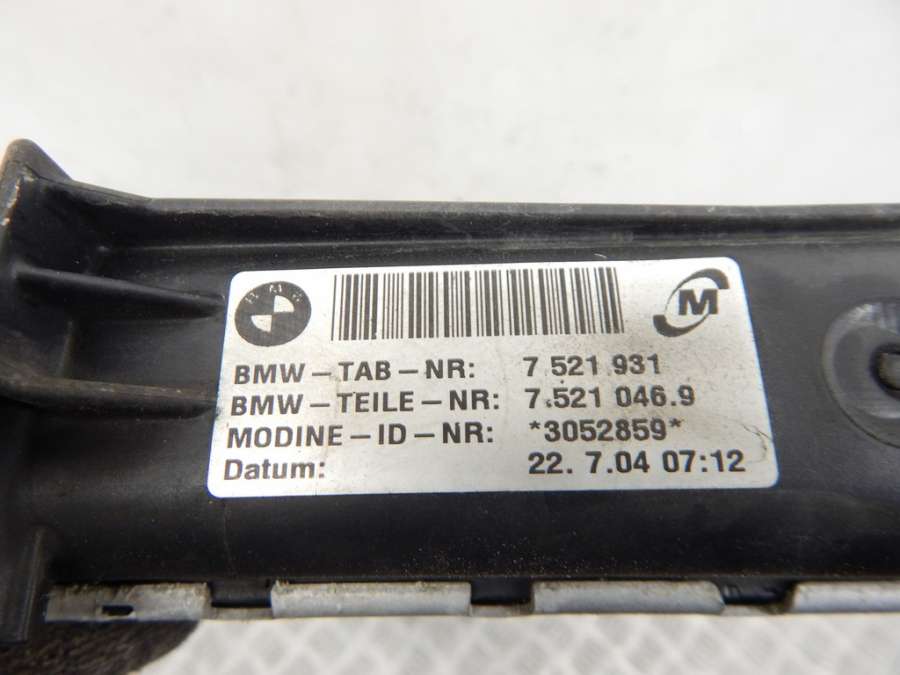 BMW
M
BMW-TAB-NR: 7 521 931
BMW-TEILE-NR: 7.521 046.9
MODINE-ID-NR: *3052859*
Datum: 22. 7.04 07:12